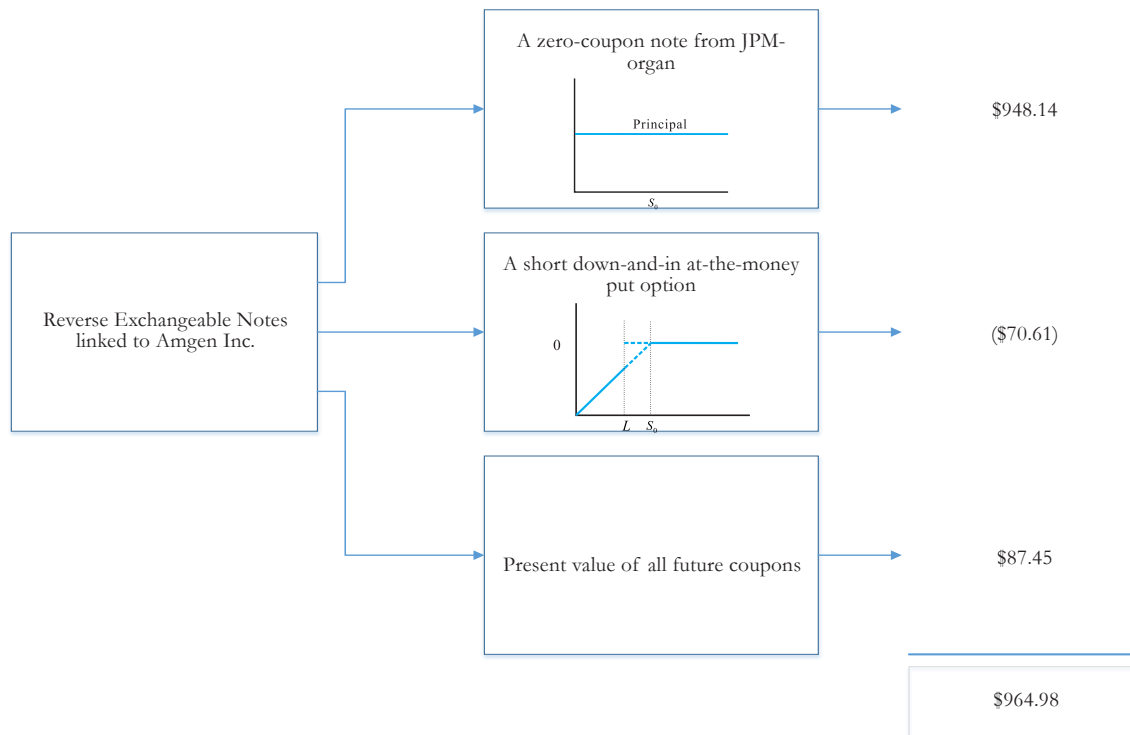 A zero-coupon note from JPM-
organ
Principal
S₀
$948.14
Reverse Exchangeable Notes
linked to Amgen Inc.
A short down-and-in at-the-money
put option
0
L S₀
($70.61)
Present value of all future coupons
$87.45
$964.98